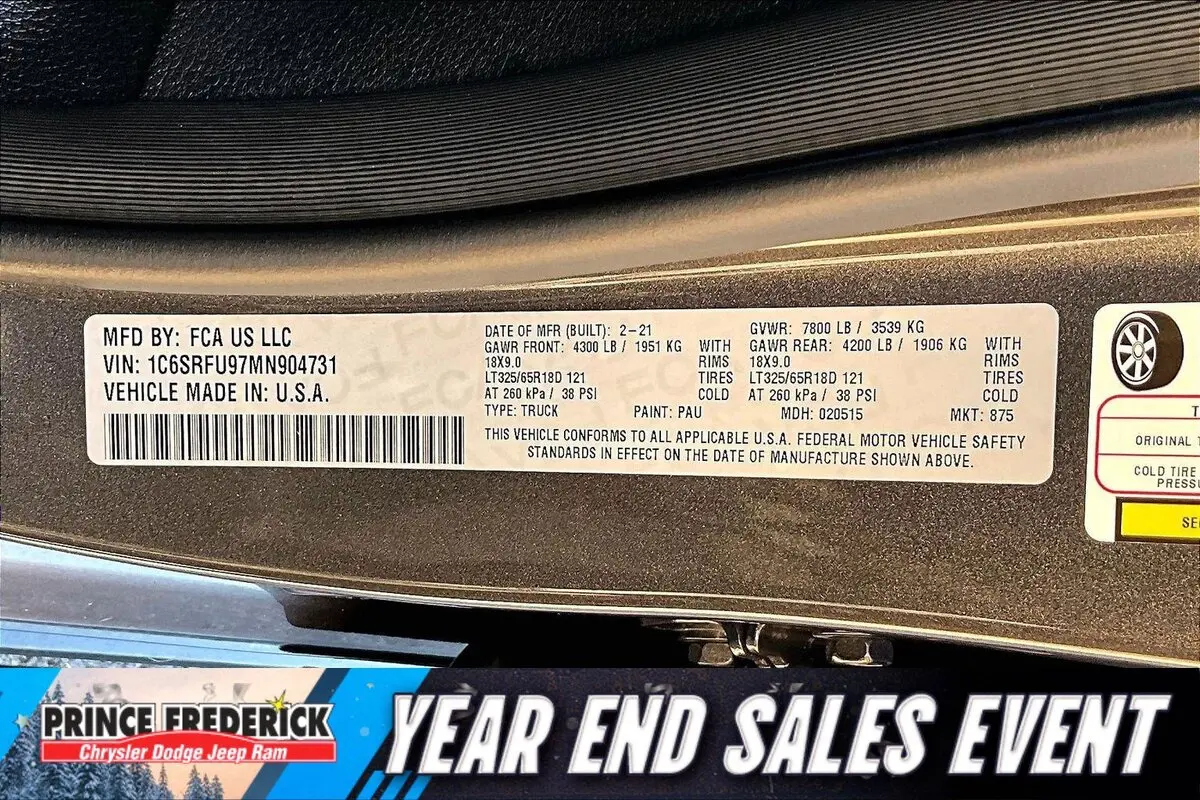 MFD BY: FCA US LLC
VIN: 1C6SRFU97MN904731
VEHICLE MADE IN: U.S.A.
DATE OF MFR (BUILT): 2-21
GAWR FRONT: 4300 LB / 1951 KG WITH
18X9.0 RIMS
LT325/65R18D 121 TIRES
AT 260 kPa / 38 PSI COLD
TYPE: TRUCK PAINT: PAU
GVWR: 7800 LB / 3539 KG
GAWR REAR: 4200 LB / 1906 KG WITH
18X9.0 RIMS
LT325/65R18D 121 TIRES
AT 260 kPa / 38 PSI COLD
MDH: 020515 MKT: 875
THIS VEHICLE CONFORMS TO ALL APPLICABLE U.S.A. FEDERAL MOTOR VEHICLE SAFETY
STANDARDS IN EFFECT ON THE DATE OF MANUFACTURE SHOWN ABOVE.
ORIGINAL
COLD TIRE
PRINCE FREDERICK
Chrysler Dodge Jeep Ram
YEAR END SALES EVENT